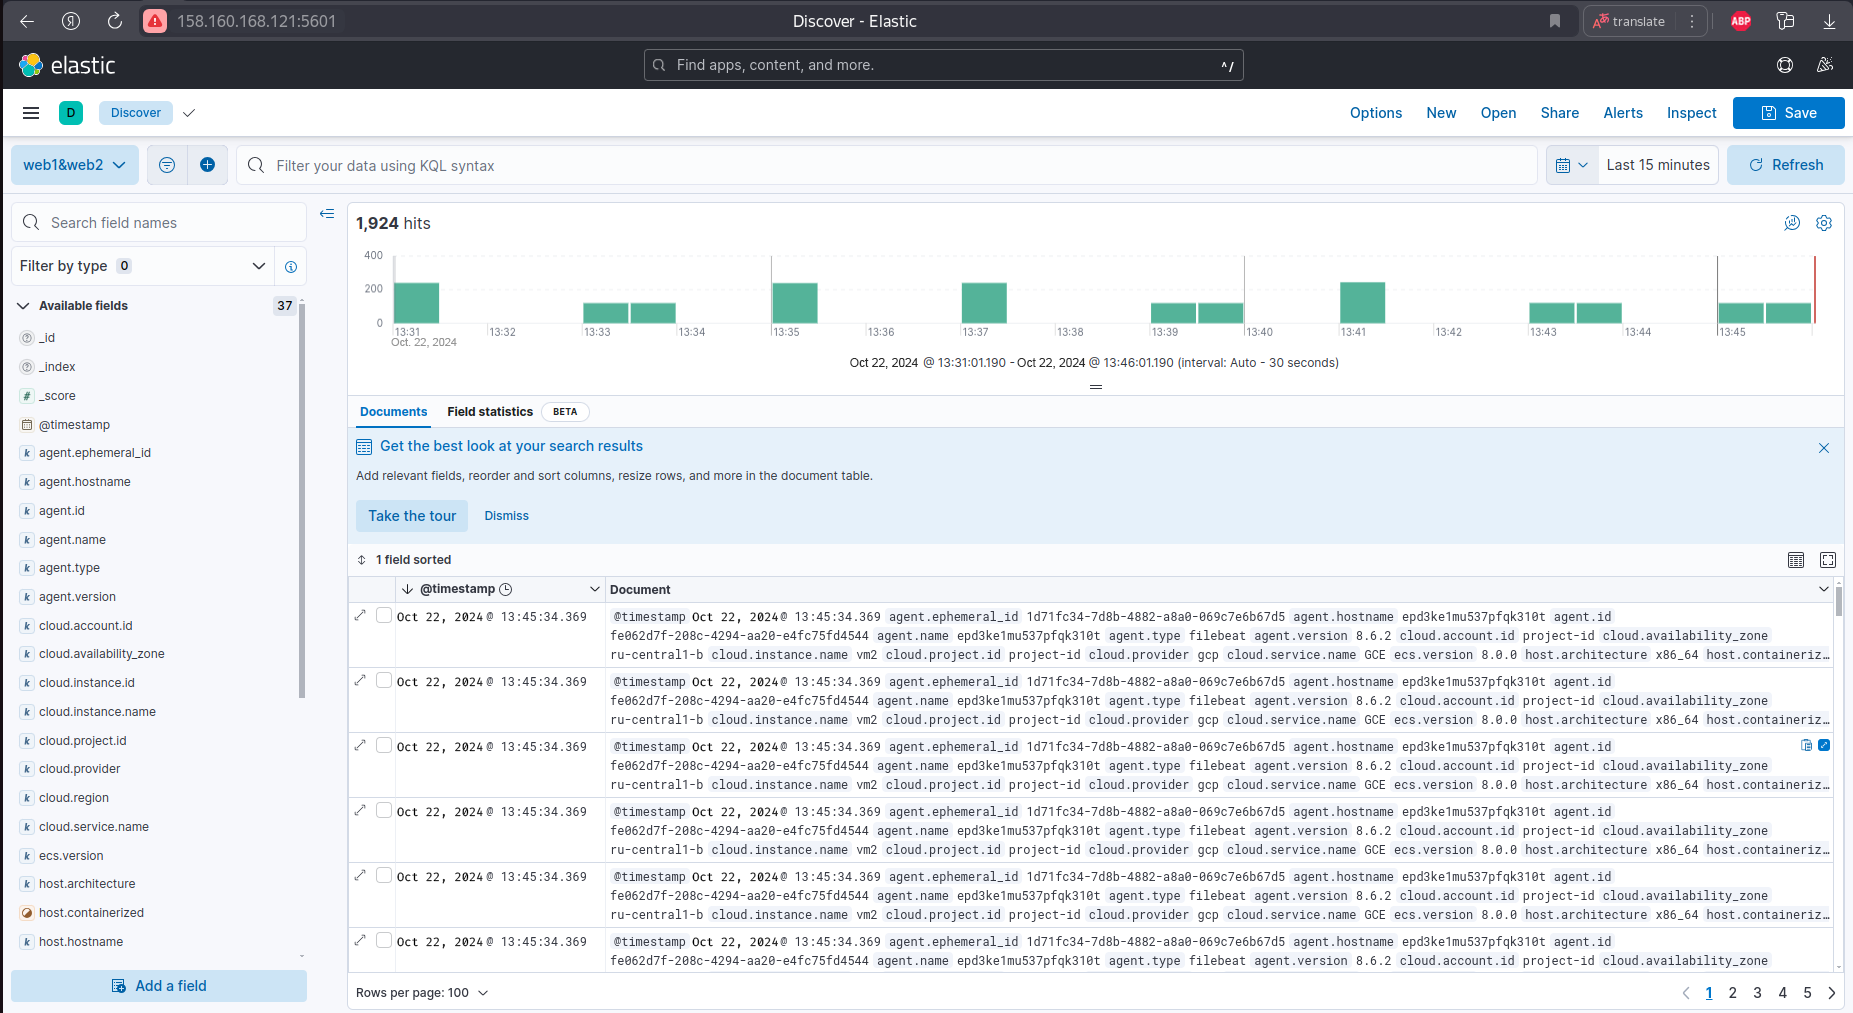 158.160.168.121:5601
Discover - Elastic
translate
ABP
elastic
Find apps, content, and more.
^/
D
Discover
Options
New
Open
Share
Alerts
Inspect
Save
web1&web2
Filter your data using KQL syntax
Last 15 minutes
Refresh
Search field names
Filter by type 0
Available fields 37
_id
_index
_score
@timestamp
agent.ephemeral_id
agent.hostname
agent.id
agent.name
agent.type
agent.version
cloud.account.id
cloud.availability_zone
cloud.instance.id
cloud.instance.name
cloud.project.id
cloud.provider
cloud.region
cloud.service.name
ecs.version
host.architecture
host.containerized
host.hostname
Add a field
1,924 hits
400
200
0
13:31 13:32 13:33 13:34 13:35 13:36 13:37 13:38 13:39 13:40 13:41 13:42 13:43 13:44 13:45
Oct. 22, 2024
Oct 22, 2024 @ 13:31:01.190 - Oct 22, 2024 @ 13:46:01.190 (interval: Auto - 30 seconds)
Documents
Field statistics BETA
Get the best look at your search results
Add relevant fields, reorder and sort columns, resize rows, and more in the document table.
Take the tour
Dismiss
1 field sorted
@timestamp
Document
Oct 22, 2024 @ 13:45:34.369 @timestamp Oct 22, 2024 @ 13:45:34.369 agent.ephemeral_id 1d71fc34-7d8b-4882-a8a0-069c7e6b67d5 agent.hostname epd3ke1mu537pfqk310t agent.id
fe062d7f-208c-4294-aa20-e4fc75fd4544 agent.name epd3ke1mu537pfqk310t agent.type filebeat agent.version 8.6.2 cloud.account.id project-id cloud.availability_zone
ru-central1-b cloud.instance.name vm2 cloud.project.id project-id cloud.provider gcp cloud.service.name GCE ecs.version 8.0.0 host.architecture x86_64 host.containeriz…
Oct 22, 2024 @ 13:45:34.369 @timestamp Oct 22, 2024 @ 13:45:34.369 agent.ephemeral_id 1d71fc34-7d8b-4882-a8a0-069c7e6b67d5 agent.hostname epd3ke1mu537pfqk310t agent.id
fe062d7f-208c-4294-aa20-e4fc75fd4544 agent.name epd3ke1mu537pfqk310t agent.type filebeat agent.version 8.6.2 cloud.account.id project-id cloud.availability_zone
ru-central1-b cloud.instance.name vm2 cloud.project.id project-id cloud.provider gcp cloud.service.name GCE ecs.version 8.0.0 host.architecture x86_64 host.containeriz…
Oct 22, 2024 @ 13:45:34.369 @timestamp Oct 22, 2024 @ 13:45:34.369 agent.ephemeral_id 1d71fc34-7d8b-4882-a8a0-069c7e6b67d5 agent.hostname epd3ke1mu537pfqk310t agent.id
fe062d7f-208c-4294-aa20-e4fc75fd4544 agent.name epd3ke1mu537pfqk310t agent.type filebeat agent.version 8.6.2 cloud.account.id project-id cloud.availability_zone
ru-central1-b cloud.instance.name vm2 cloud.project.id project-id cloud.provider gcp cloud.service.name GCE ecs.version 8.0.0 host.architecture x86_64 host.containeriz…
Oct 22, 2024 @ 13:45:34.369 @timestamp Oct 22, 2024 @ 13:45:34.369 agent.ephemeral_id 1d71fc34-7d8b-4882-a8a0-069c7e6b67d5 agent.hostname epd3ke1mu537pfqk310t agent.id
fe062d7f-208c-4294-aa20-e4fc75fd4544 agent.name epd3ke1mu537pfqk310t agent.type filebeat agent.version 8.6.2 cloud.account.id project-id cloud.availability_zone
ru-central1-b cloud.instance.name vm2 cloud.project.id project-id cloud.provider gcp cloud.service.name GCE ecs.version 8.0.0 host.architecture x86_64 host.containeriz…
Oct 22, 2024 @ 13:45:34.369 @timestamp Oct 22, 2024 @ 13:45:34.369 agent.ephemeral_id 1d71fc34-7d8b-4882-a8a0-069c7e6b67d5 agent.hostname epd3ke1mu537pfqk310t agent.id
fe062d7f-208c-4294-aa20-e4fc75fd4544 agent.name epd3ke1mu537pfqk310t agent.type filebeat agent.version 8.6.2 cloud.account.id project-id cloud.availability_zone
ru-central1-b cloud.instance.name vm2 cloud.project.id project-id cloud.provider gcp cloud.service.name GCE ecs.version 8.0.0 host.architecture x86_64 host.containeriz…
Oct 22, 2024 @ 13:45:34.369 @timestamp Oct 22, 2024 @ 13:45:34.369 agent.ephemeral_id 1d71fc34-7d8b-4882-a8a0-069c7e6b67d5 agent.hostname epd3ke1mu537pfqk310t agent.id
fe062d7f-208c-4294-aa20-e4fc75fd4544 agent.name epd3ke1mu537pfqk310t agent.type filebeat agent.version 8.6.2 cloud.account.id project-id cloud.availability_zone
Rows per page: 100
1 2 3 4 5